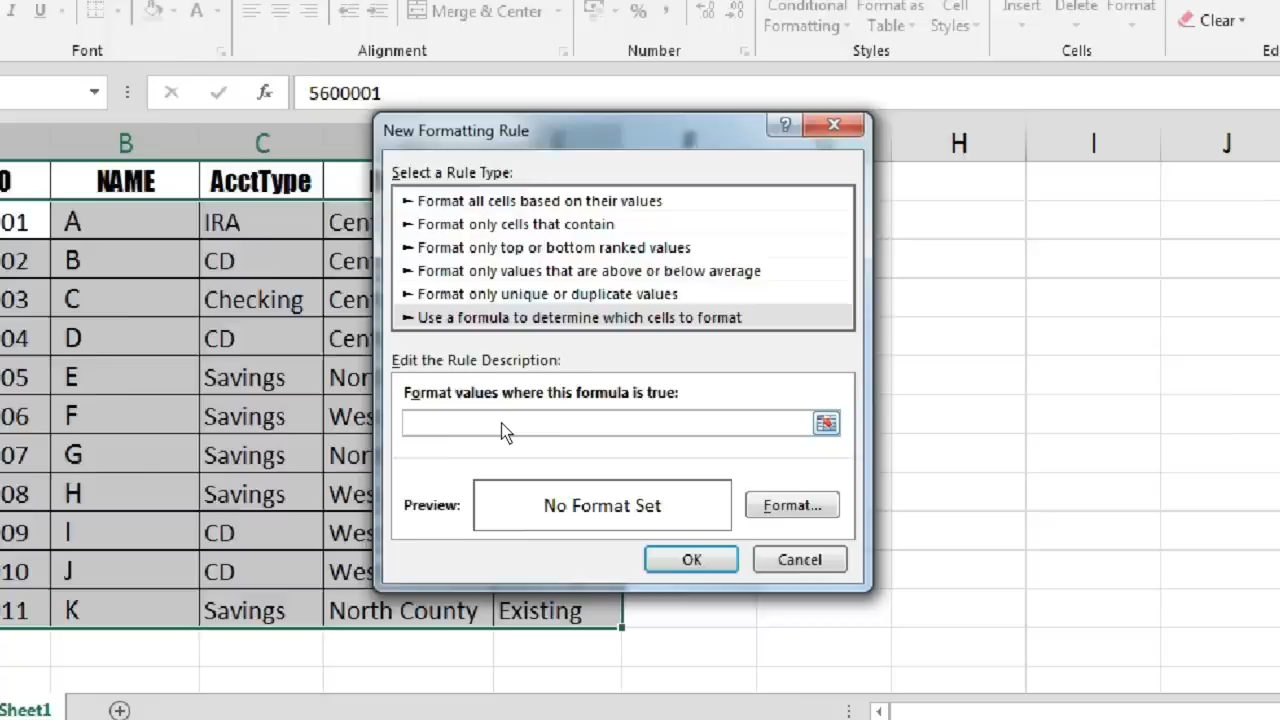 I U A Merge & Center % , Conditional Format as Cell Insert Delete Format
Formatting Table Styles Clear
Font Alignment Number Styles Cells Ed
fx 5600001
New Formatting Rule ?
B C H I J
O NAME AcctType
Select a Rule Type:
► Format all cells based on their values
► Format only cells that contain
► Format only top or bottom ranked values
► Format only values that are above or below average
► Format only unique or duplicate values
► Use a formula to determine which cells to format
Edit the Rule Description:
Format values where this formula is true:
Preview: No Format Set Format...
OK Cancel
01 A IRA Cen
02 B CD Cen
03 C Checking Cen
04 D CD Cen
05 E Savings Nor
06 F Savings Wes
07 G Savings Nor
08 H Savings Wes
09 I CD Wes
10 J CD Wes
11 K Savings North County Existing
Sheet1